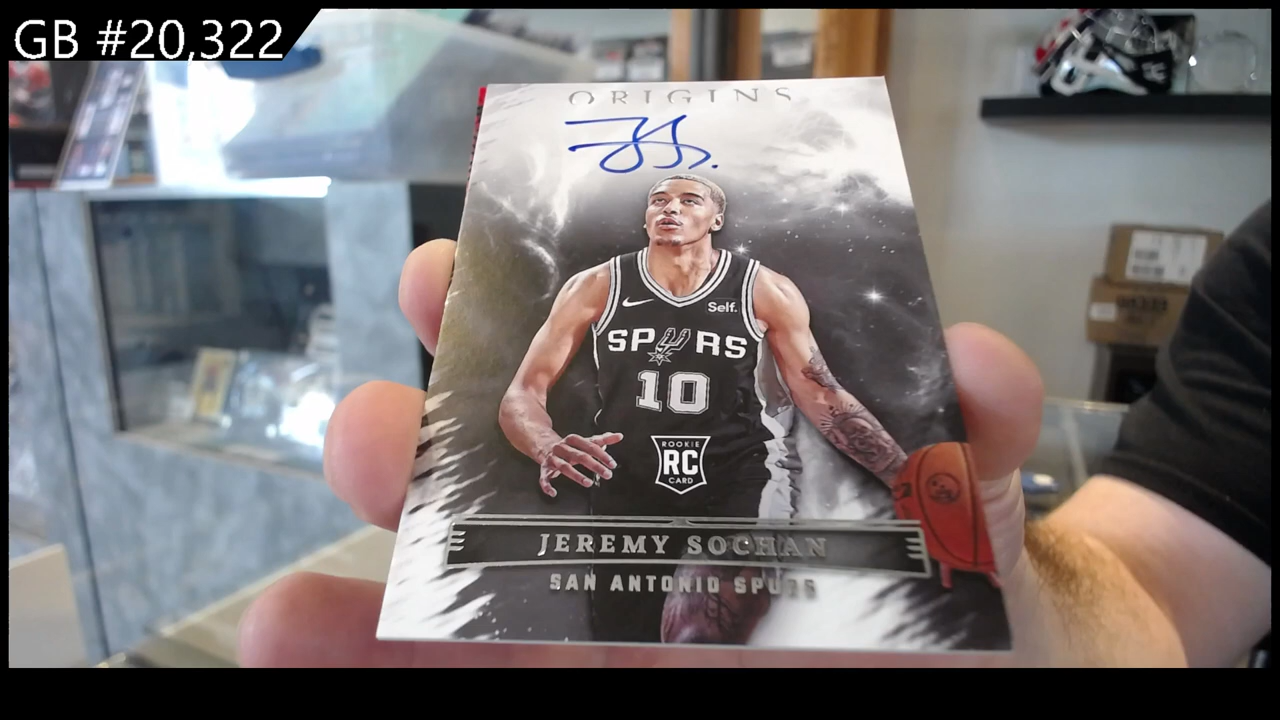 GB #20,322
ORIGINS
Self.
SPURS
10
ROOKIE
RC
CARD
JEREMY SOCHAN
SAN ANTONIO SPURS